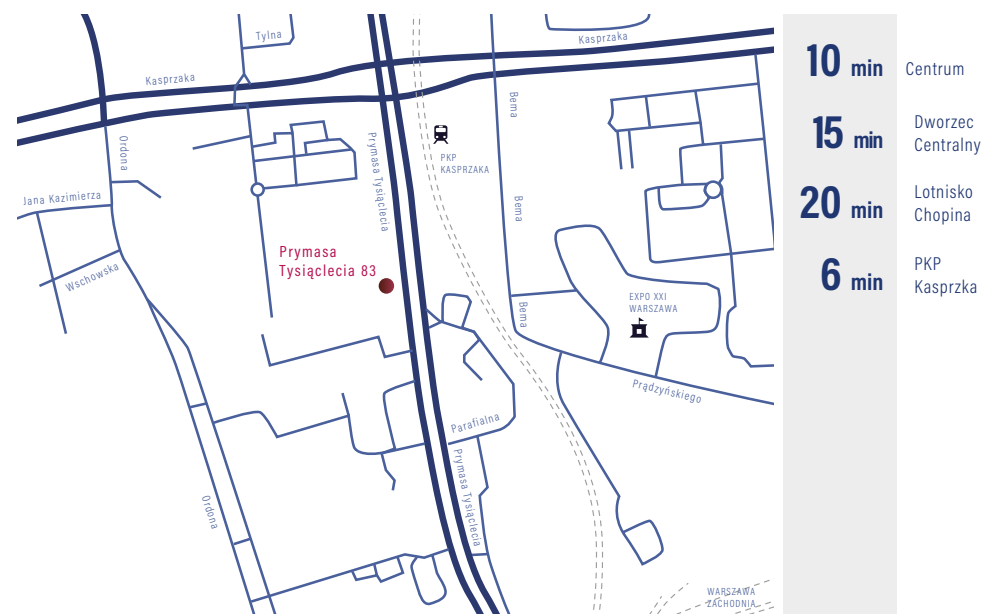 Tylna
Kasprzaka
Kasprzaka
Bema
Ordona
Prymasa Tysiąclecia
PKP
KASPRZAKA
Jana Kazimierza
Bema
Prymasa
Tysiąclecia 83
Wschowska
EXPO XXI
WARSZAWA
Bema
Prądzyńskiego
Parafialna
Prymasa Tysiąclecia
Ordona
WARSZAWA
ZACHODNIA
10 min Centrum
15 min Dworzec
Centralny
20 min Lotnisko
Chopina
6 min PKP
Kasprzka